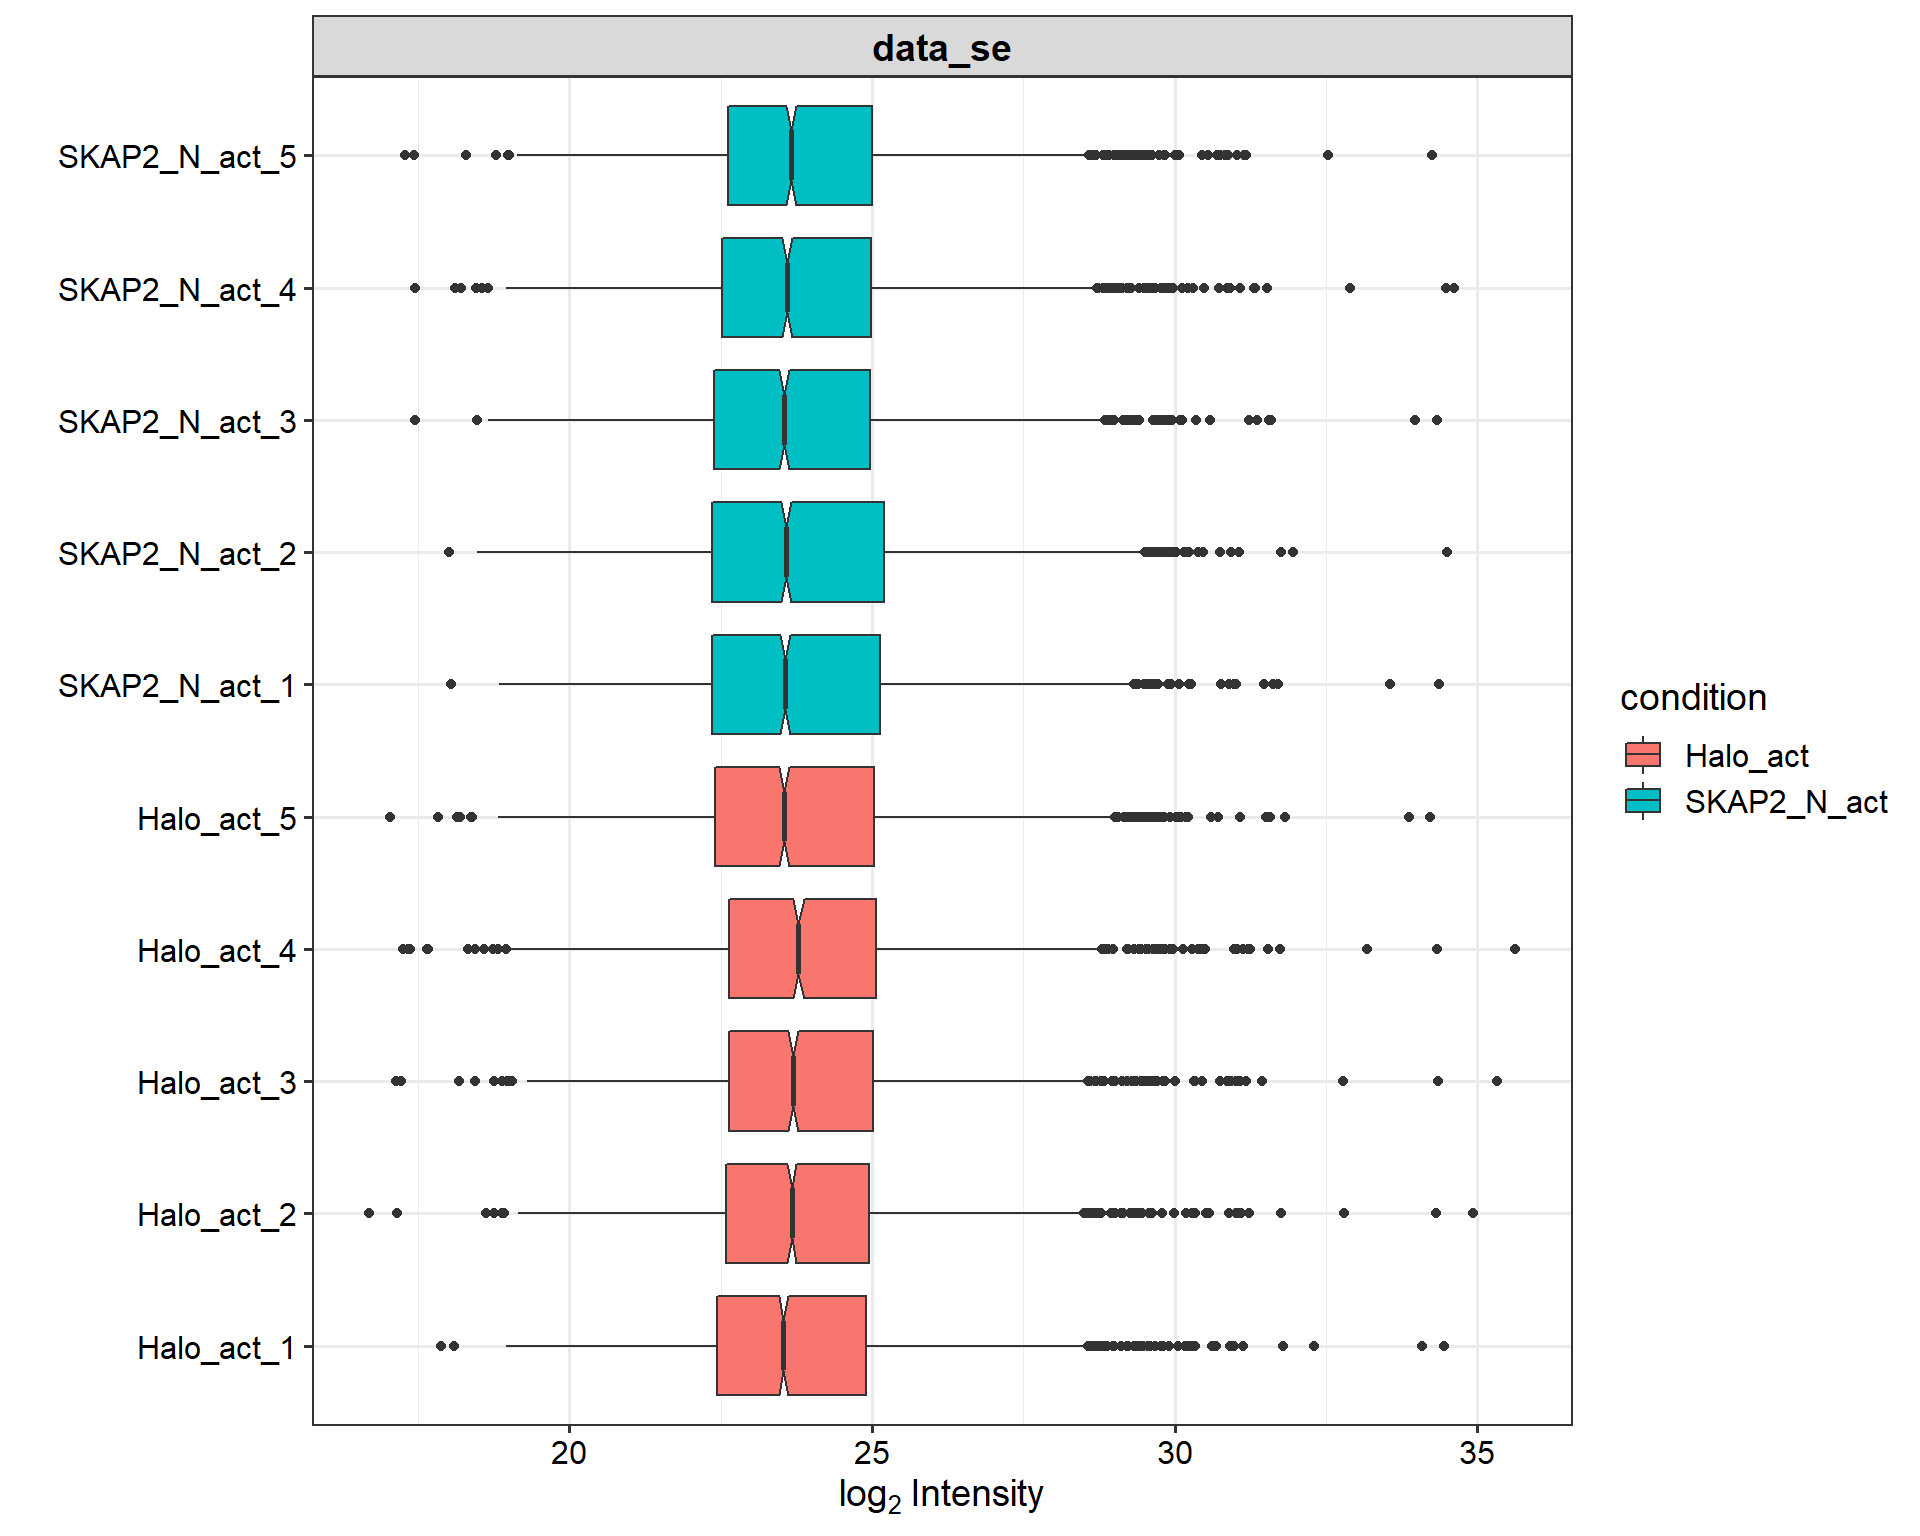 data_se
SKAP2_N_act_5
SKAP2_N_act_4
SKAP2_N_act_3
SKAP2_N_act_2
SKAP2_N_act_1
Halo_act_5
Halo_act_4
Halo_act_3
Halo_act_2
Halo_act_1
20 25 30 35
log₂ Intensity
condition
Halo_act
SKAP2_N_act